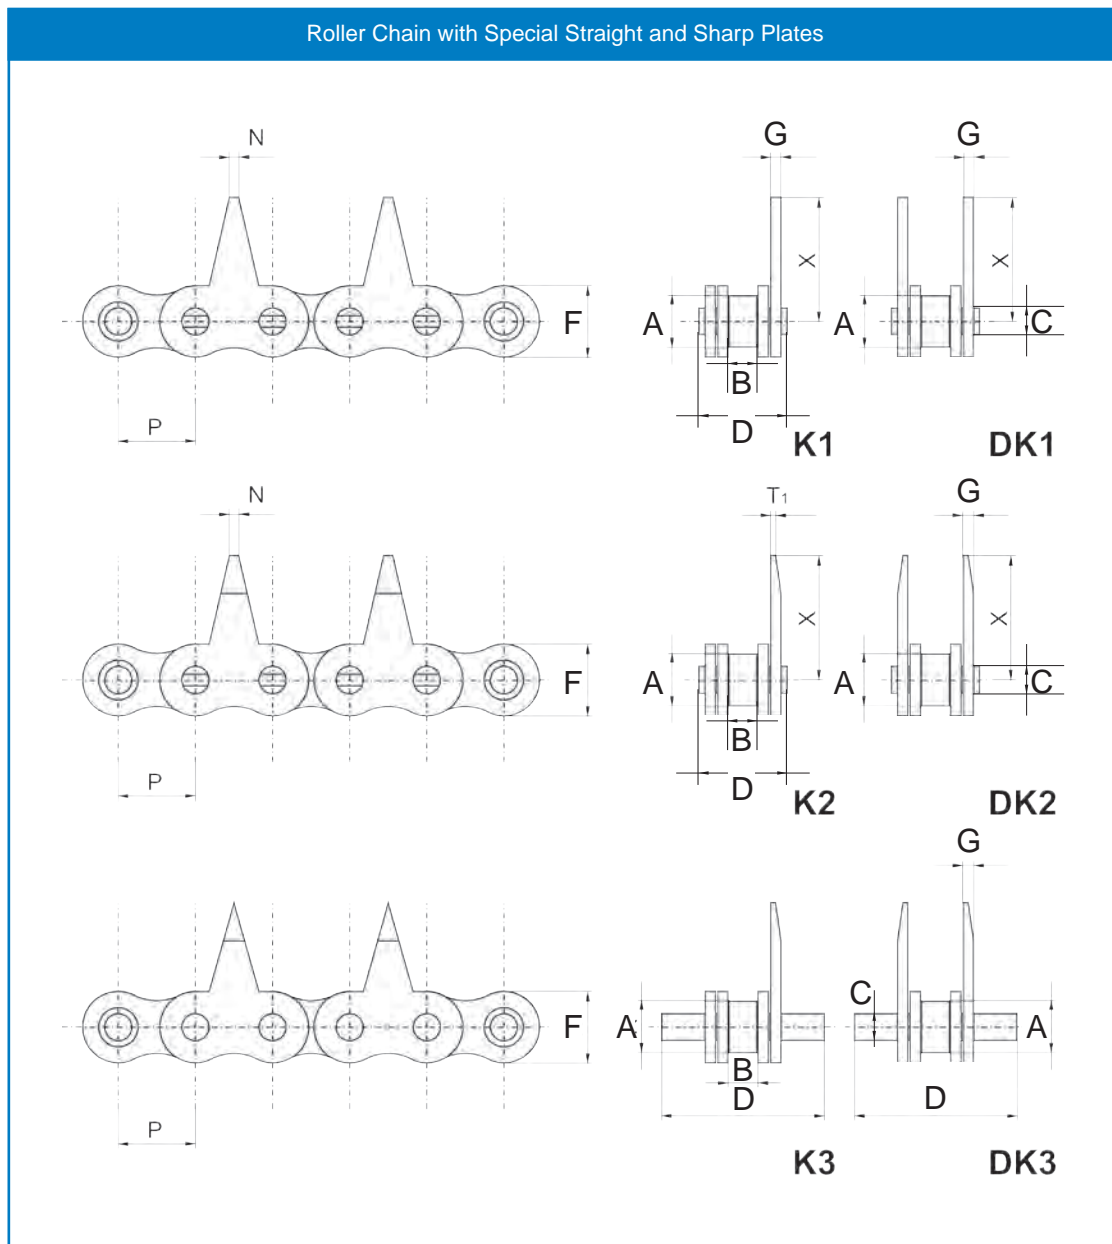 Roller Chain with Special Straight and Sharp Plates
N G G
X X
F A A C
B
P D
K1 DK1
N T1 G
X X
F A A C
B
P D
K2 DK2
G
C
F A A
B
D D
P
K3 DK3